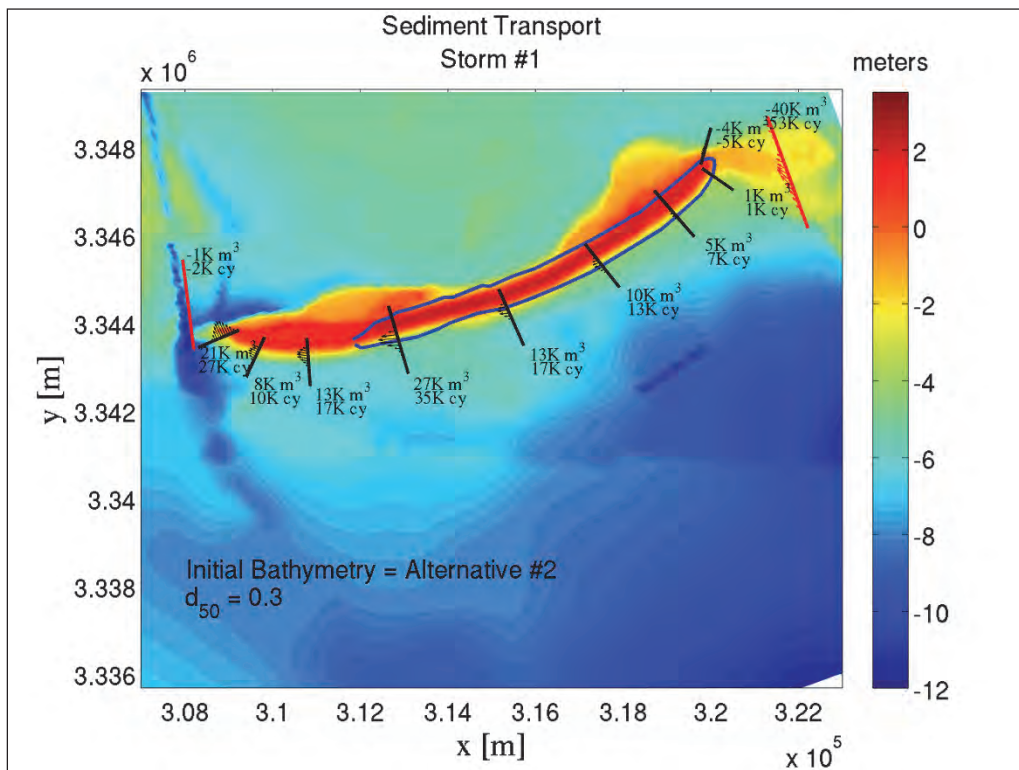 Sediment Transport
Storm #1
x 10^6
meters
-40K m^3
-53K cy
-4K m^3
-5K cy
1K m^3
1K cy
5K m^3
7K cy
-1K m^3
-2K cy
10K m^3
13K cy
21K m^3
27K cy
8K m^3
10K cy
13K m^3
17K cy
27K m^3
35K cy
13K m^3
17K cy
3.348
3.346
3.344
3.342
3.34
3.338
3.336
y [m]
Initial Bathymetry = Alternative #2
d_50 = 0.3
2
0
-2
-4
-6
-8
-10
-12
3.08
3.1
3.12
3.14
3.16
3.18
3.2
3.22
x [m]
x 10^5